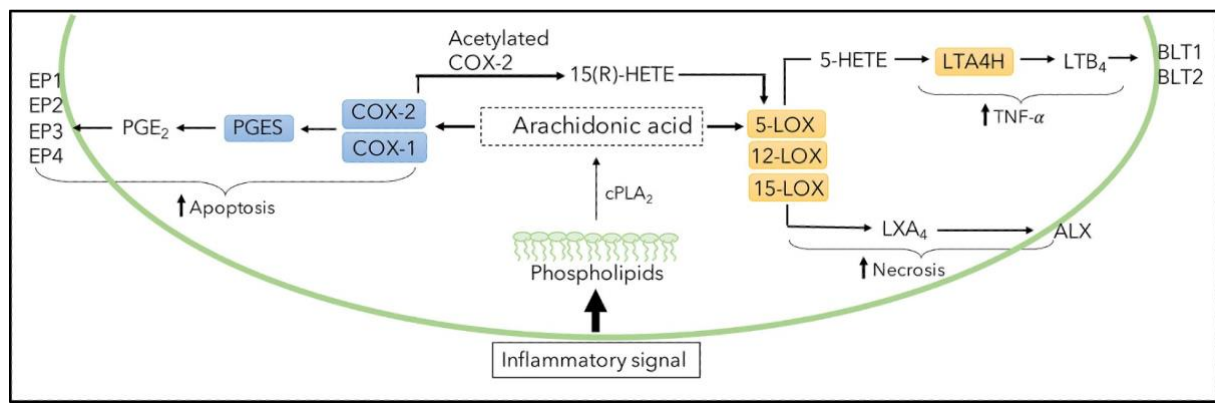 Acetylated
COX-2
15(R)-HETE
5-HETE
LTA4H
LTB4
BLT1
BLT2
↑ TNF-α
EP1
EP2
EP3
EP4
PGE2
PGES
COX-2
COX-1
↑ Apoptosis
Arachidonic acid
5-LOX
12-LOX
15-LOX
cPLA2
LXA4
ALX
↑ Necrosis
Phospholipids
Inflammatory signal